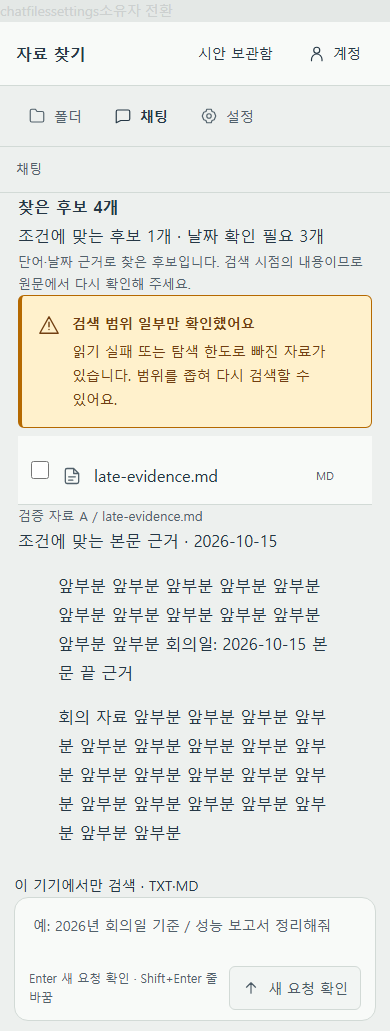 chatfilessettings소유자 전환
자료 찾기
시안 보관함
계정
폴더
채팅
설정
채팅
찾은 후보 4개
조건에 맞는 후보 1개 · 날짜 확인 필요 3개
단어·날짜 근거로 찾은 후보입니다. 검색 시점의 내용이므로
원문에서 다시 확인해 주세요.
검색 범위 일부만 확인했어요
읽기 실패 또는 탐색 한도로 빠진 자료가
있습니다. 범위를 좁혀 다시 검색할 수
있어요.
late-evidence.md
MD
검증 자료 A / late-evidence.md
조건에 맞는 본문 근거 · 2026-10-15
앞부분 앞부분 앞부분 앞부분 앞부분
앞부분 앞부분 앞부분 앞부분 앞부분
앞부분 앞부분 회의일: 2026-10-15 본
문 끝 근거
회의 자료 앞부분 앞부분 앞부분 앞부
분 앞부분 앞부분 앞부분 앞부분 앞부
분 앞부분 앞부분 앞부분 앞부분 앞부
분 앞부분 앞부분 앞부분 앞부분 앞부
분 앞부분 앞부분
이 기기에서만 검색 · TXT·MD
예: 2026년 회의일 기준 / 성능 보고서 정리해줘
Enter 새 요청 확인 · Shift+Enter 줄
바꿈
새 요청 확인